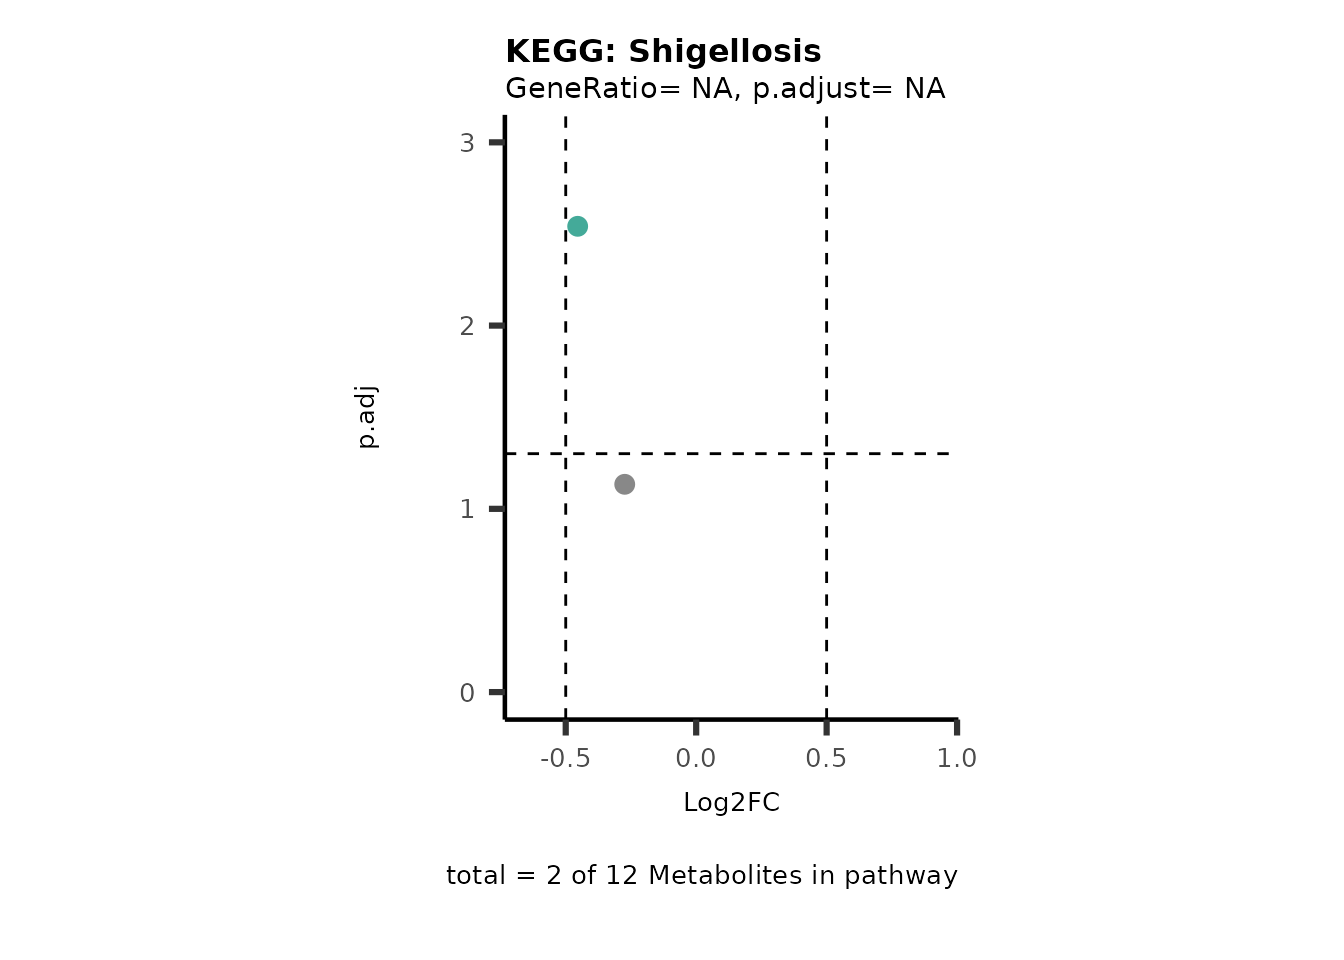 KEGG: Shigellosis
GeneRatio= NA, p.adjust= NA
3
2
1
0
p.adj
-0.5 0.0 0.5 1.0
Log2FC
total = 2 of 12 Metabolites in pathway